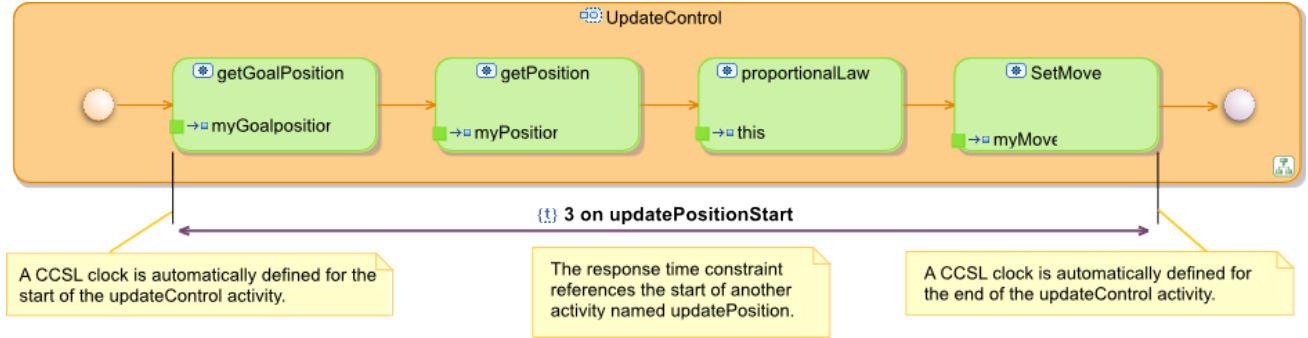 UpdateControl
getGoalPosition
getPosition
proportionalLaw
SetMove
myGoalpositior
myPositior
this
myMove
{t} 3 on updatePositionStart
A CCSL clock is automatically defined for the
start of the updateControl activity.
The response time constraint
references the start of another
activity named updatePosition.
A CCSL clock is automatically defined for
the end of the updateControl activity.